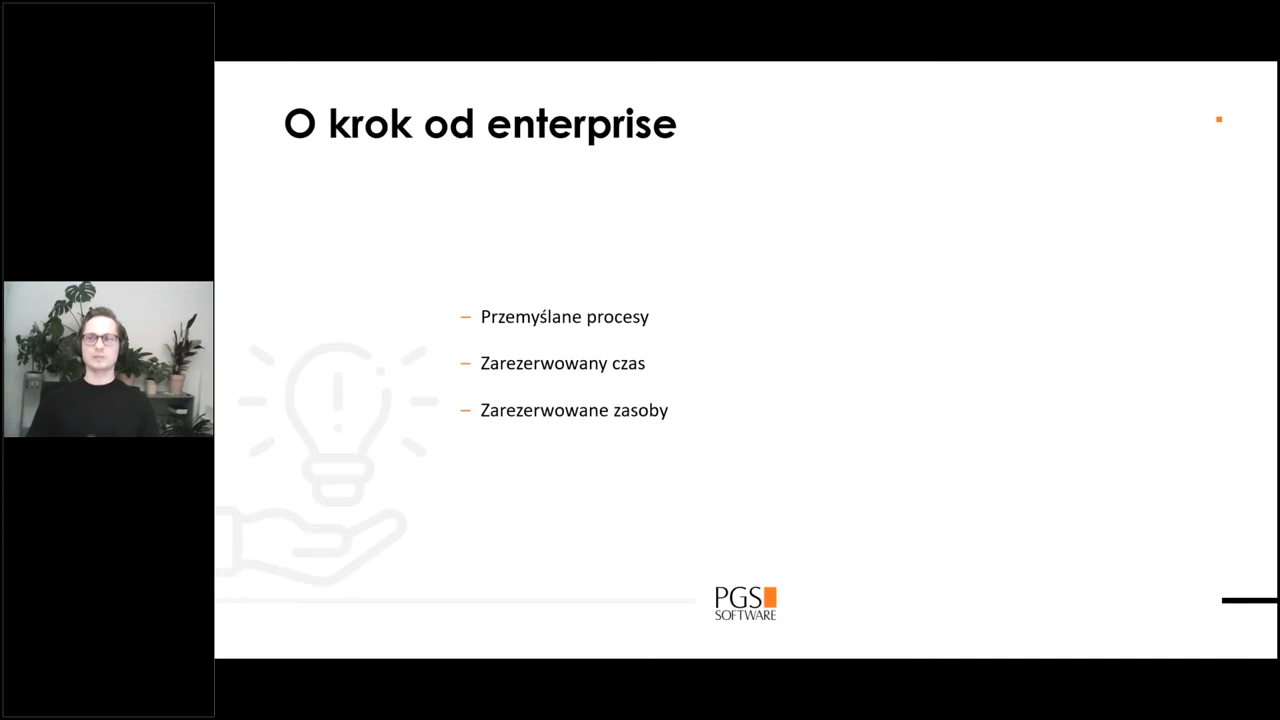 O krok od enterprise
– Przemyślane procesy
– Zarezerwowany czas
– Zarezerwowane zasoby
PGS
SOFTWARE